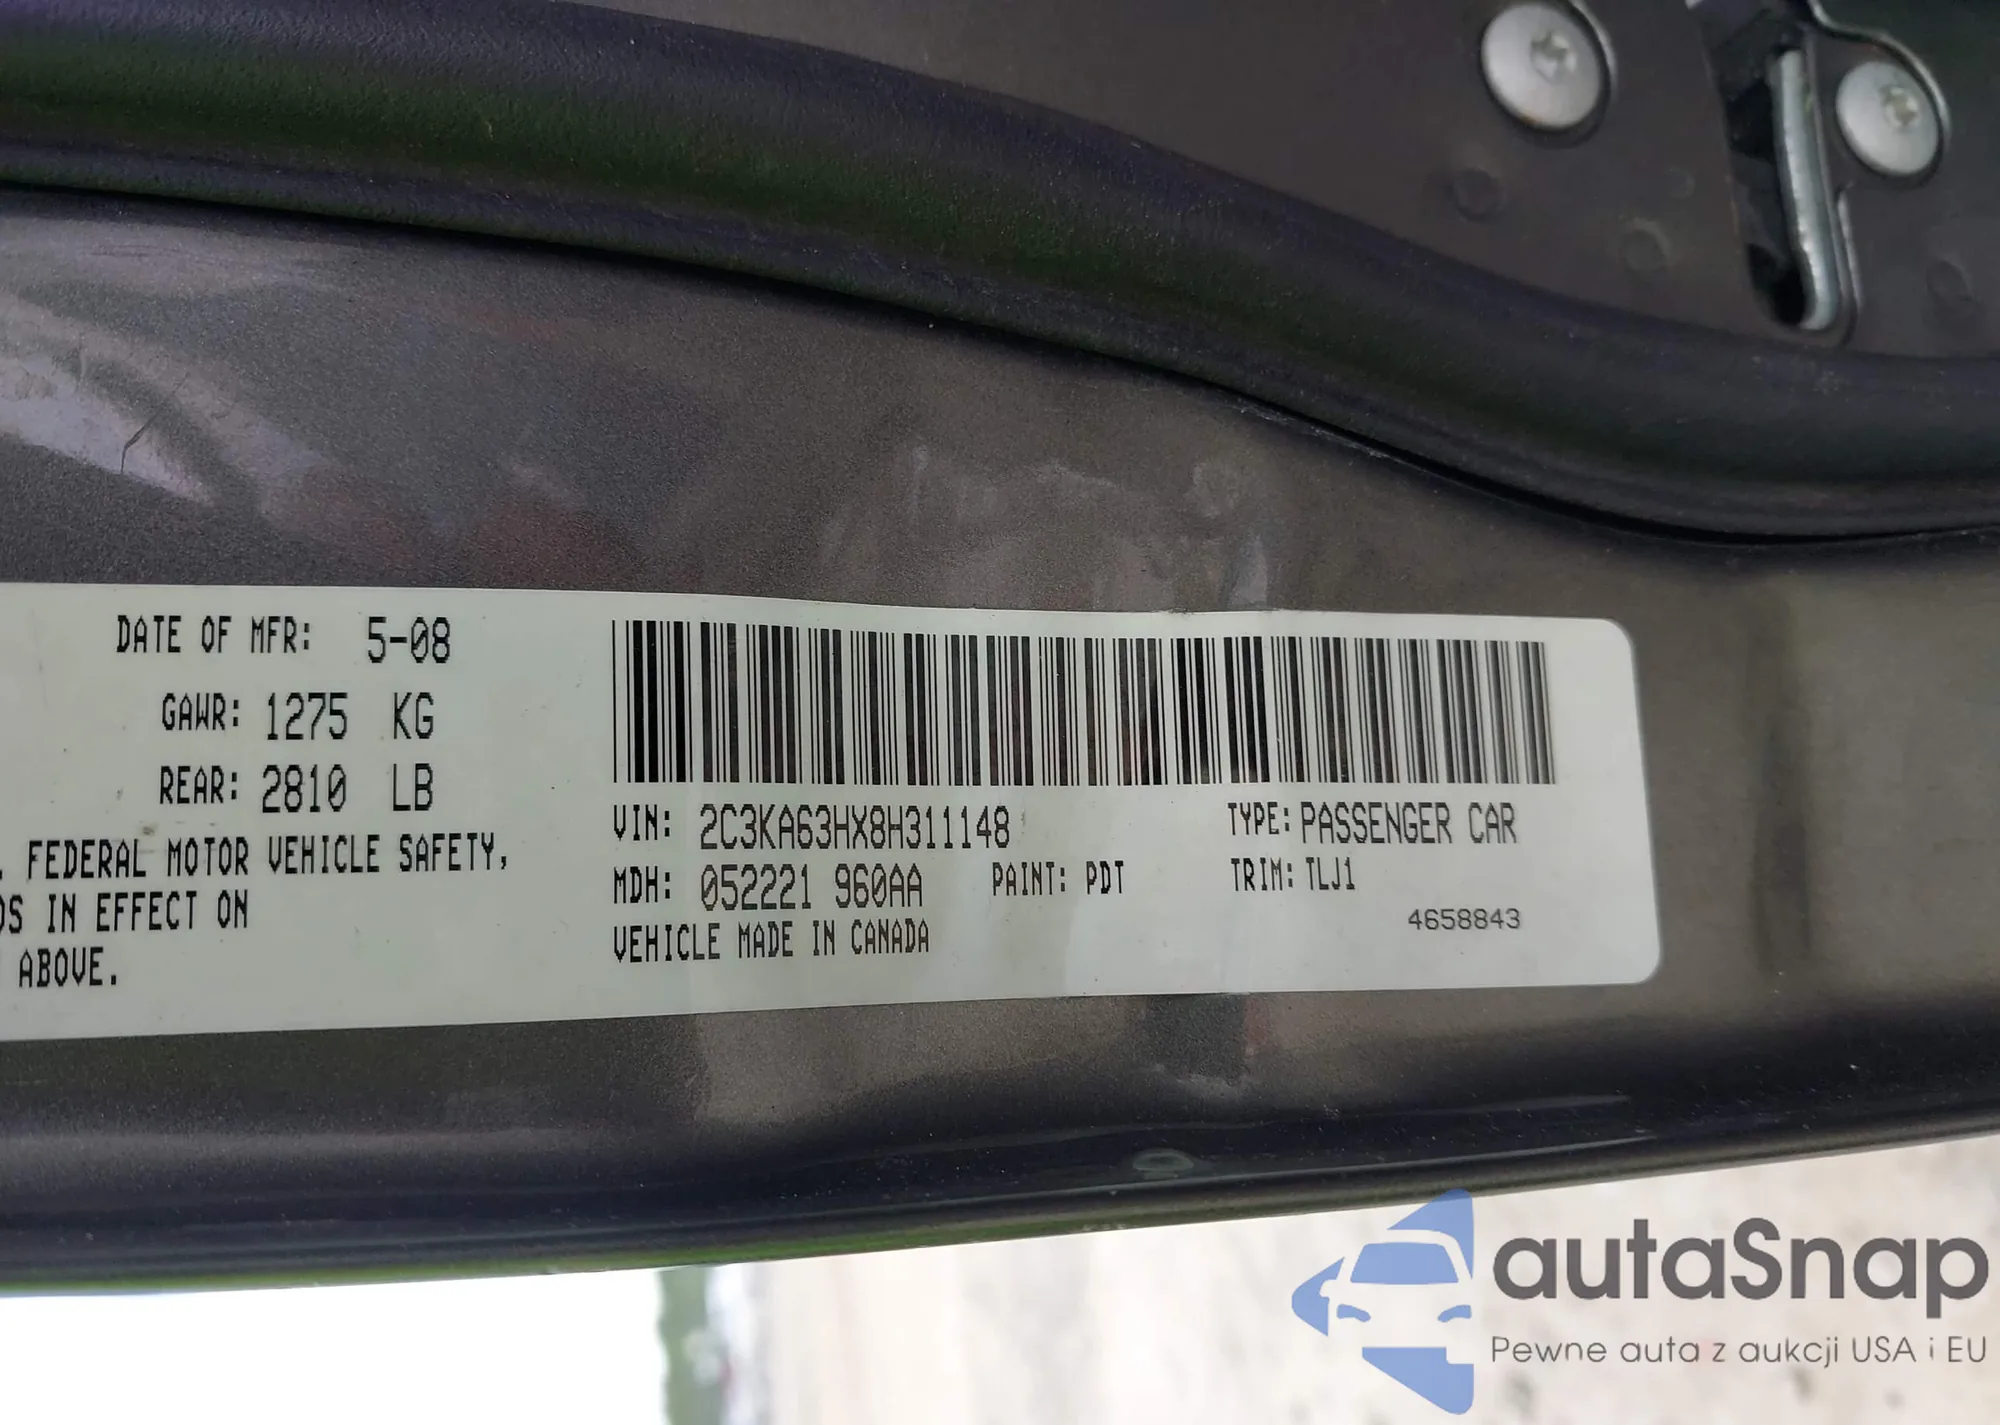 DATE OF MFR: 5-08
GAWR: 1275 KG
REAR: 2810 LB
. FEDERAL MOTOR VEHICLE SAFETY,
DS IN EFFECT ON
ABOVE.
VIN: 2C3KA63HX8H311148
TYPE: PASSENGER CAR
MDH: 052221 960AA
PAINT: PDT
TRIM: TLJ1
VEHICLE MADE IN CANADA
4658843
autaSnap
Pewne auta z aukcji USA i EU